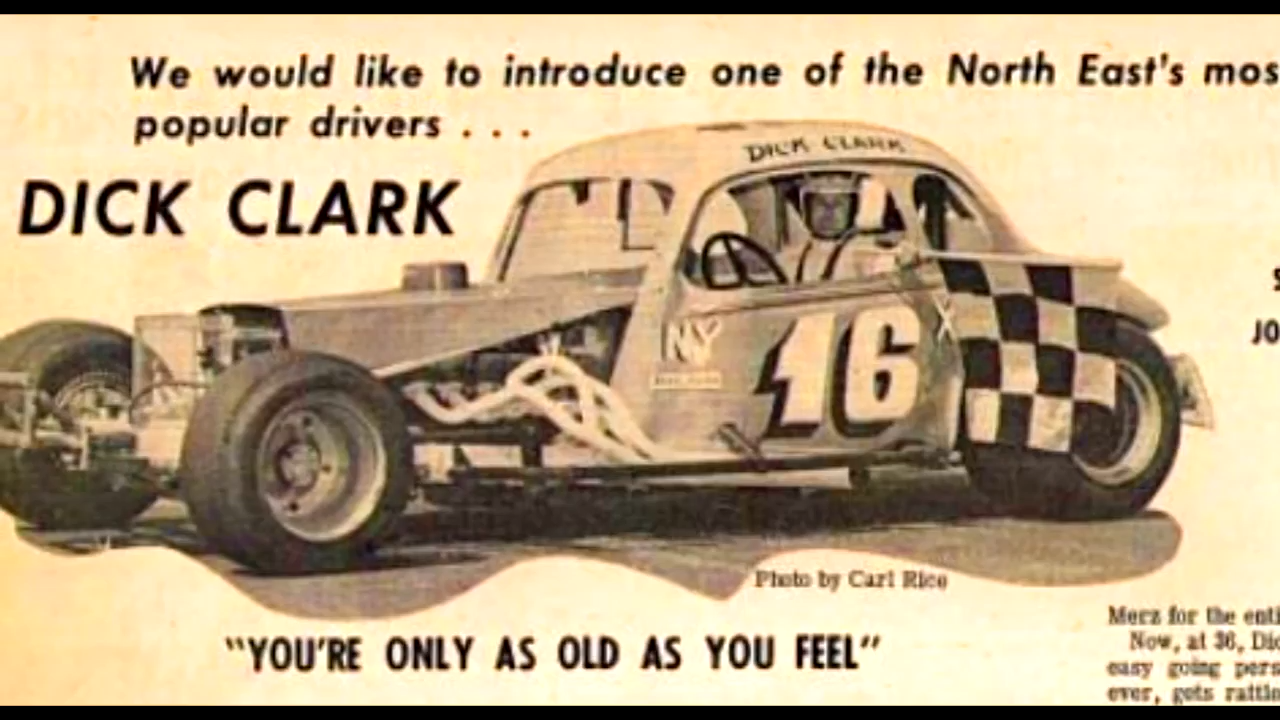 We would like to introduce one of the North East's mos
popular drivers . . .
DICK CLARK
DICK CLARK
NY
16
X
S
JO
Photo by Carl Rice
"YOU'RE ONLY AS OLD AS YOU FEEL"
Merz for the enti
Now, at 36, Dic
easy going pers
ever, gets rattle